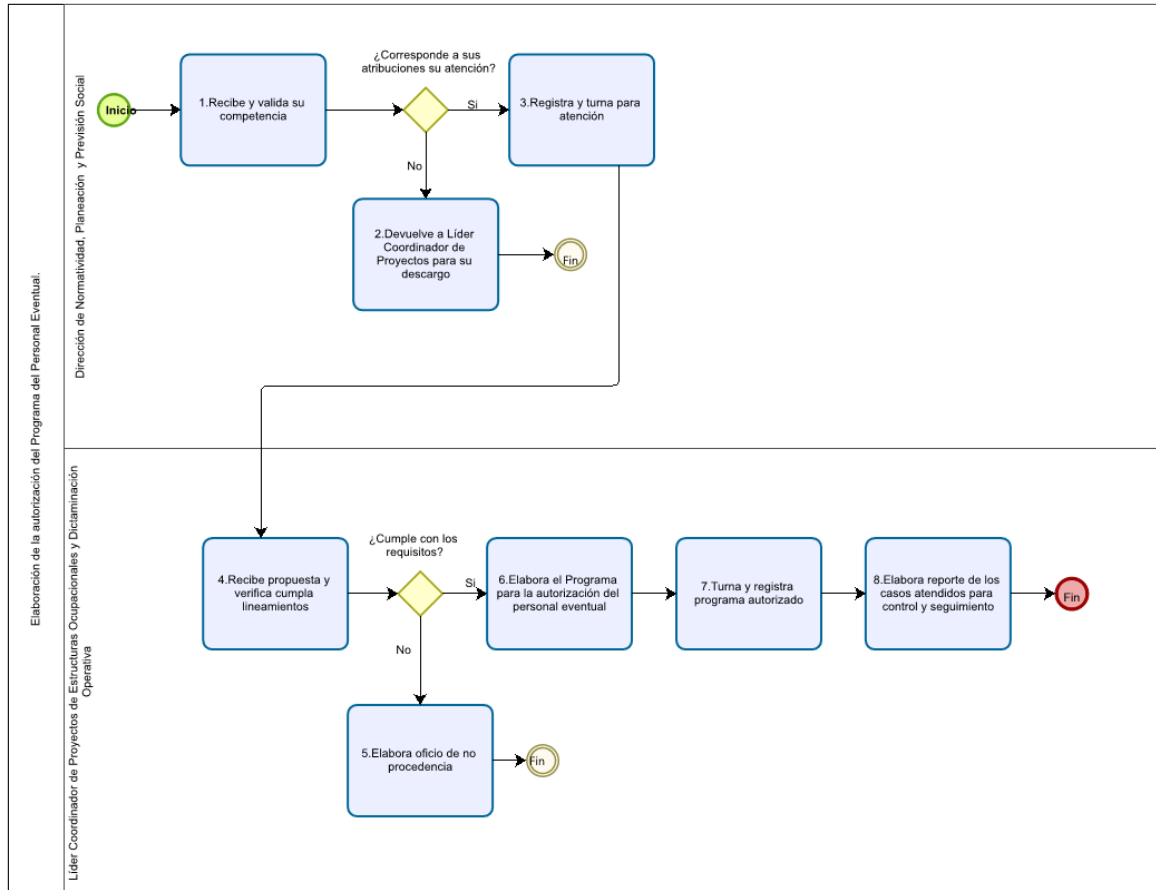 Elaboración de la autorización del Programa del Personal Eventual.
Dirección de Normatividad, Planeación y Previsión Social
Inicio
1.Recibe y valida su
competencia
¿Corresponde a sus
atribuciones su atención?
Si
3.Registra y turna para
atención
No
2.Devuelve a Líder
Coordinador de
Proyectos para su
descargo
Fin
Líder Coordinador de Proyectos de Estructuras Ocupacionales y Dictaminación
Operativa
4.Recibe propuesta y
verifica cumpla
lineamientos
¿Cumple con los
requisitos?
Si
6.Elabora el Programa
para la autorización del
personal eventual
7.Turna y registra
programa autorizado
8.Elabora reporte de los
casos atendidos para
control y seguimiento
Fin
No
5.Elabora oficio de no
procedencia
Fin